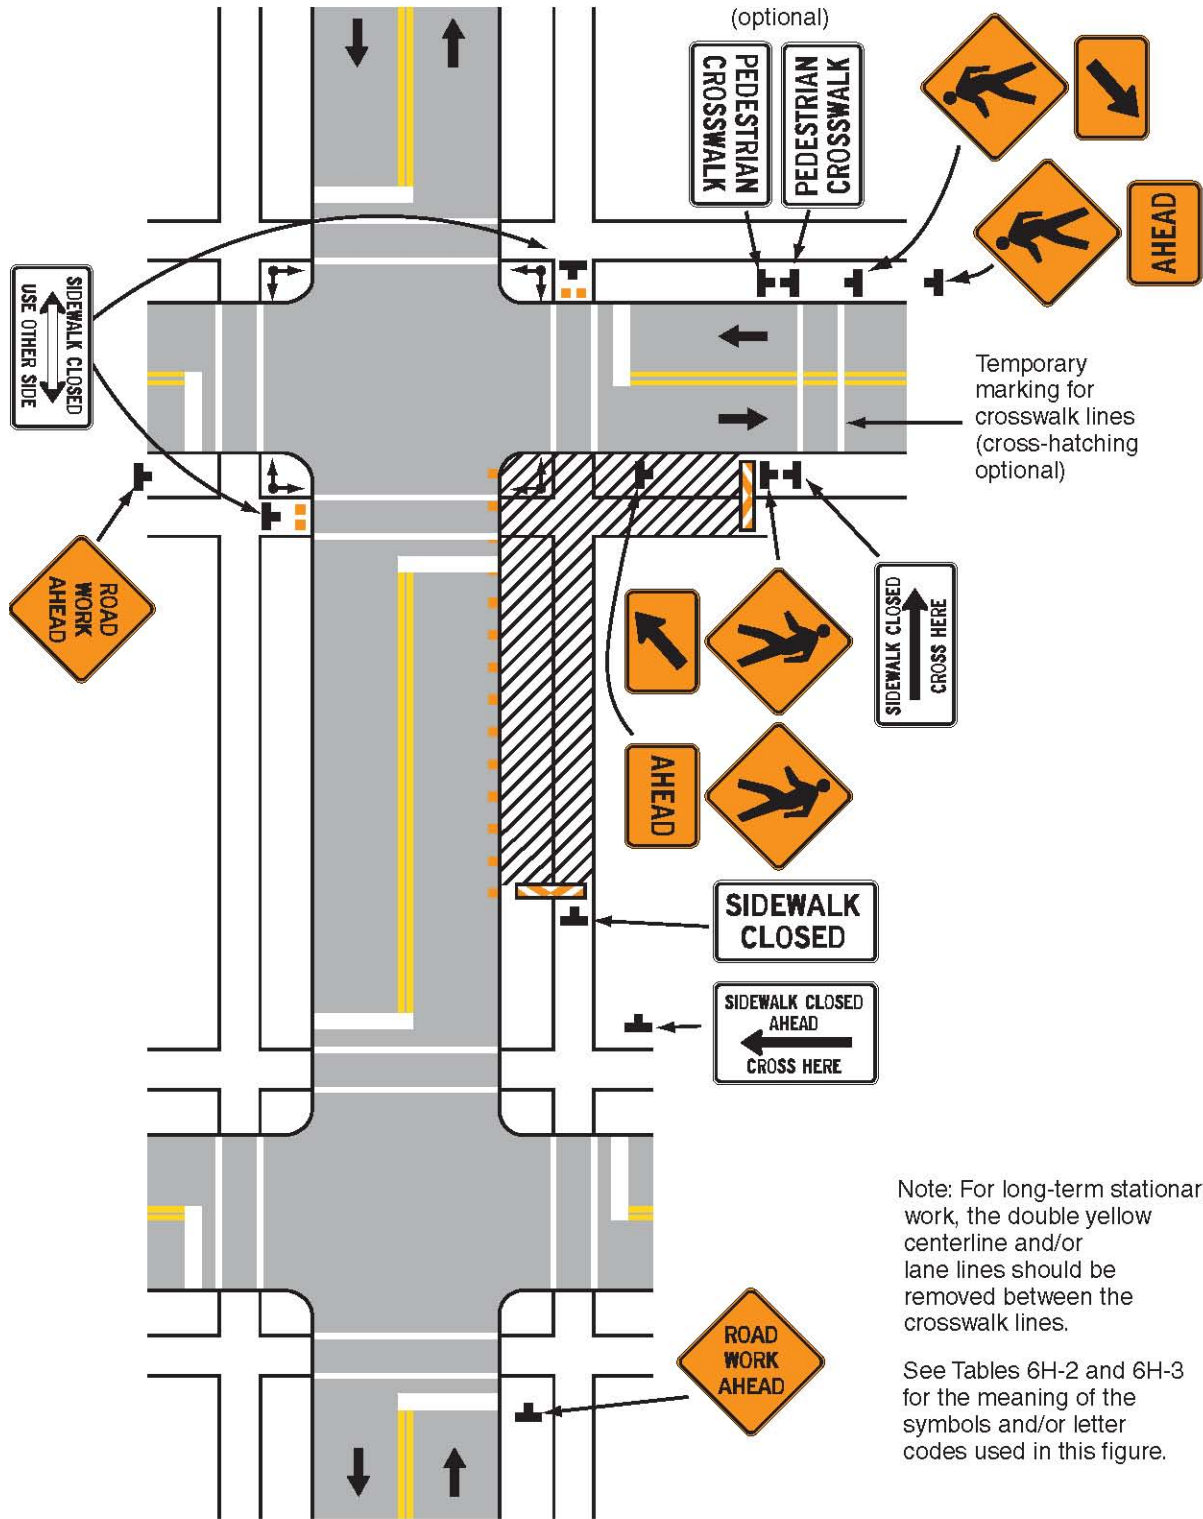 (optional)
PEDESTRIAN
CROSSWALK
PEDESTRIAN
CROSSWALK
AHEAD
SIDEWALK CLOSED
USE OTHER SIDE
Temporary
marking for
crosswalk lines
(cross-hatching
optional)
ROAD
WORK
AHEAD
SIDEWALK CLOSED
CROSS HERE
AHEAD
SIDEWALK
CLOSED
SIDEWALK CLOSED
AHEAD
CROSS HERE
Note: For long-term stationar
work, the double yellow
centerline and/or
lane lines should be
removed between the
crosswalk lines.
ROAD
WORK
AHEAD
See Tables 6H-2 and 6H-3
for the meaning of the
symbols and/or letter
codes used in this figure.